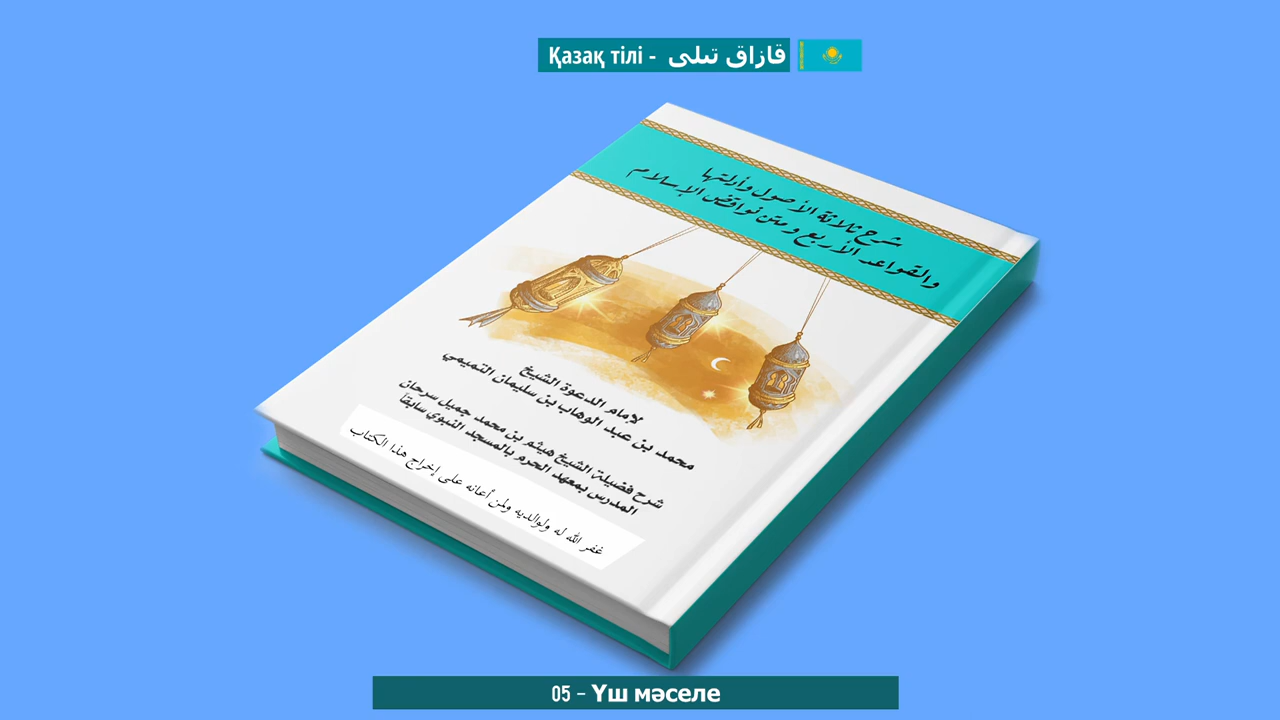 Қазақ тілі - قازاق تىلى
شرح ثلاثة الأصول وأدلتها
والقواعد الأربع ومتن نواقض الإسلام
لإمام الدعوة الشيخ
محمد بن عبد الوهاب بن سليمان التميمي
شرح فضيلة الشيخ هيثم بن محمد جميل سرحان
المدرس بمعهد الحرم بالمسجد النبوي سابقا
غفر الله له ولوالديه ولمن أعانه على إخراج هذا الكتاب
05 - Үш мәселе